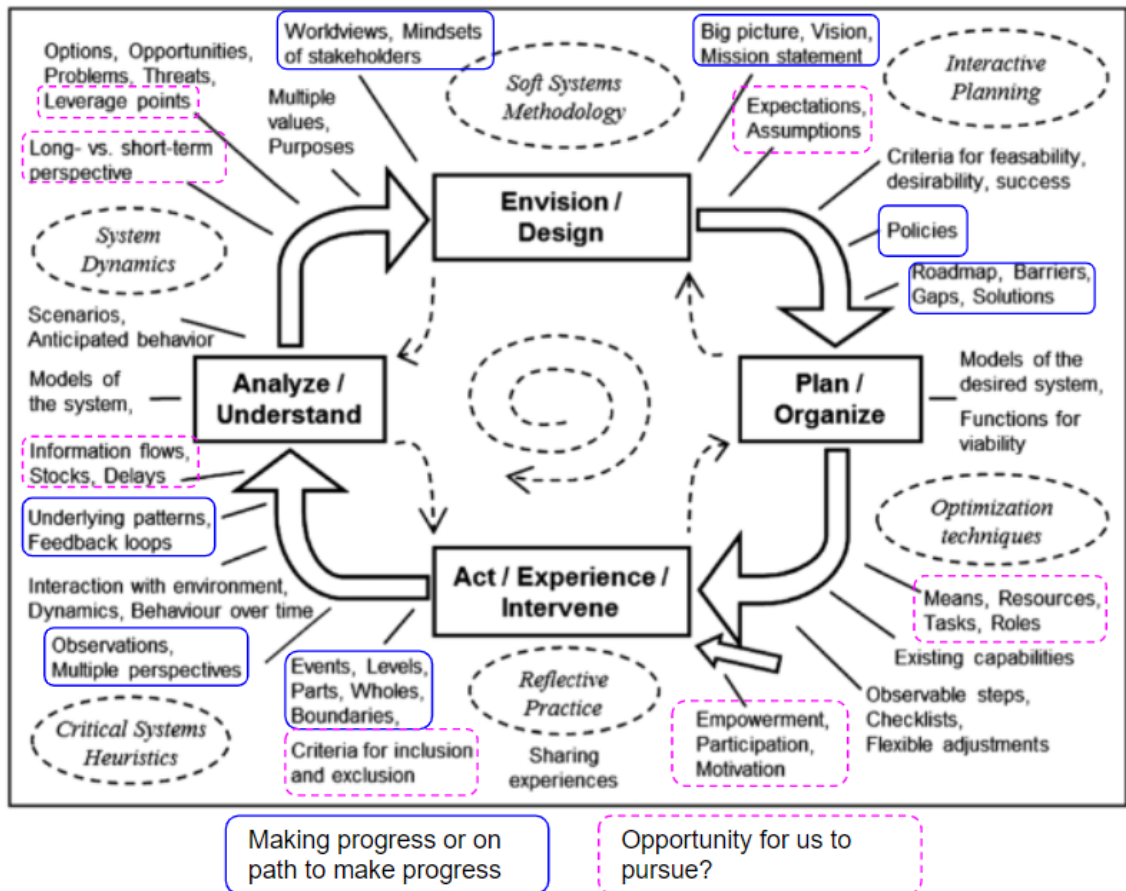 Worldviews, Mindsets
of stakeholders
Big picture, Vision,
Mission statement
Options, Opportunities,
Problems, Threats,
Leverage points
Multiple
values,
Purposes
Soft Systems
Methodology
Expectations,
Assumptions
Interactive
Planning
Long- vs. short-term
perspective
Criteria for feasability,
desirability, success
Envision /
Design
System
Dynamics
Policies
Roadmap, Barriers,
Gaps, Solutions
Scenarios,
Anticipated behavior
Models of
the system,
Analyze /
Understand
Plan /
Organize
Models of the
desired system,
Functions for
viability
Information flows,
Stocks, Delays
Underlying patterns,
Feedback loops
Optimization
techniques
Interaction with environment,
Dynamics, Behaviour over time
Act / Experience /
Intervene
Means, Resources,
Tasks, Roles
Existing capabilities
Observations,
Multiple perspectives
Events, Levels,
Parts, Wholes,
Boundaries,
Reflective
Practice
Observable steps,
Checklists,
Flexible adjustments
Critical Systems
Heuristics
Criteria for inclusion
and exclusion
Sharing
experiences
Empowerment,
Participation,
Motivation
Making progress or on
path to make progress
Opportunity for us to
pursue?